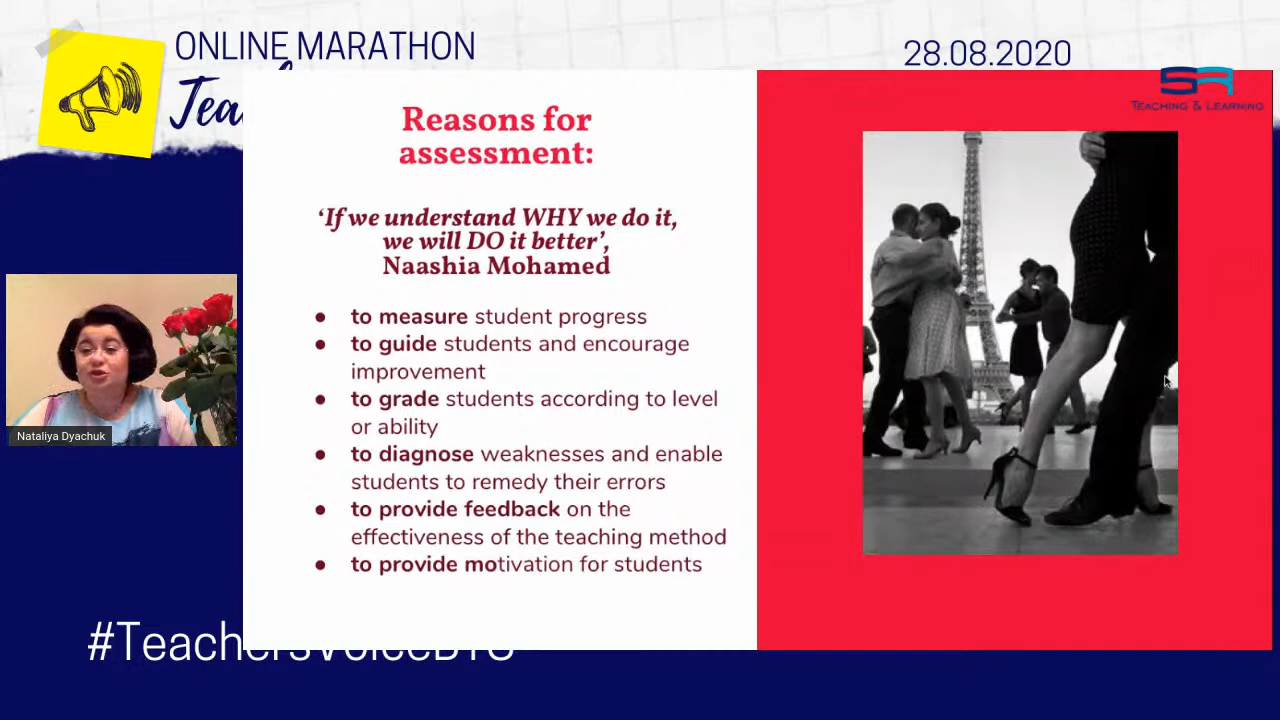 ONLINE MARATHON
28.08.2020
TEACHING & LEARNING
Reasons for
assessment:
‘If we understand WHY we do it,
we will DO it better’,
Naashia Mohamed
● to measure student progress
● to guide students and encourage
improvement
● to grade students according to level
or ability
● to diagnose weaknesses and enable
students to remedy their errors
● to provide feedback on the
effectiveness of the teaching method
● to provide motivation for students
Nataliya Dyachuk